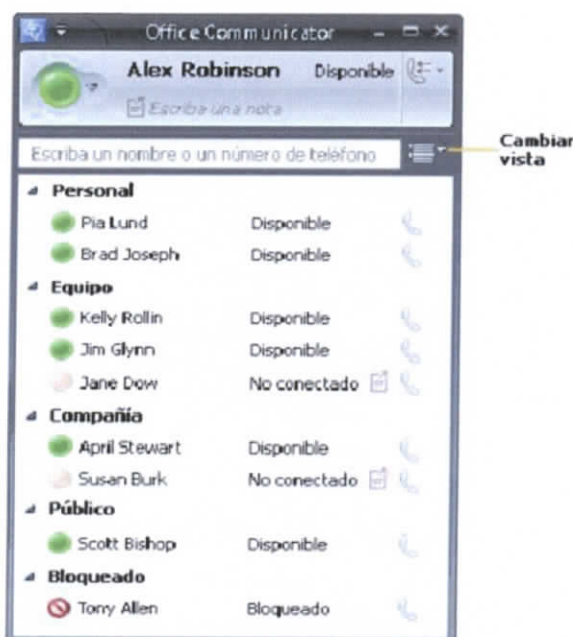 Office Communicator
Alex Robinson Disponible
Escriba una nota
Escriba un nombre o un número de teléfono
Cambiar
vista
Personal
Pia Lund Disponible
Brad Joseph Disponible
Equipo
Kelly Rollin Disponible
Jim Glynn Disponible
Jane Dow No conectado
Compañía
April Stewart Disponible
Susan Burk No conectado
Público
Scott Bishop Disponible
Bloqueado
Tony Allen Bloqueado